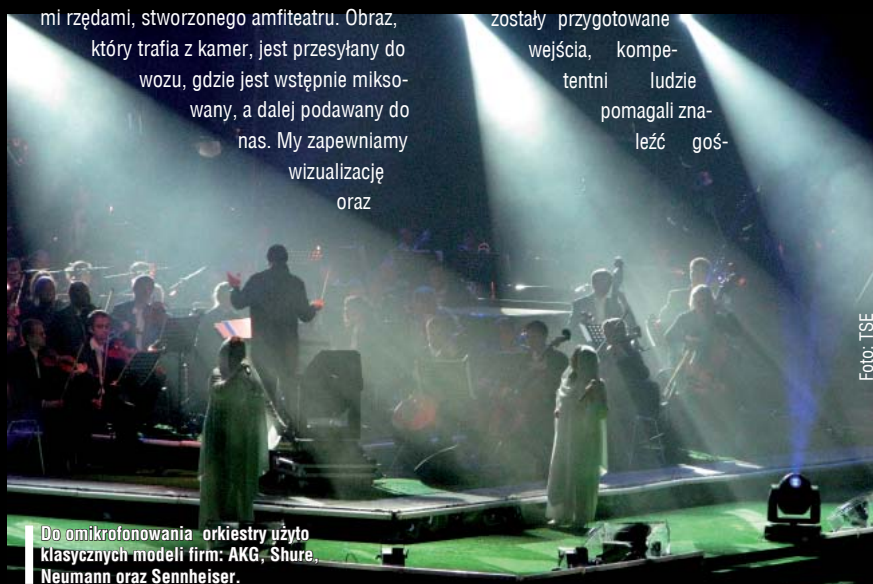 mi rzędami, stworzonego amfiteatru. Obraz,
który trafia z kamer, jest przesyłany do
wozu, gdzie jest wstępnie mikso-
wany, a dalej podawany do
nas. My zapewniamy
wizualizację
oraz
zostały przygotowane
wejścia, kompe-
tentni ludzie
pomagali zna-
leźć goś-
Foto: TSE
Do omikrofonowania orkiestry użyto
klasycznych modeli firm: AKG, Shure,
Neumann oraz Sennheiser.